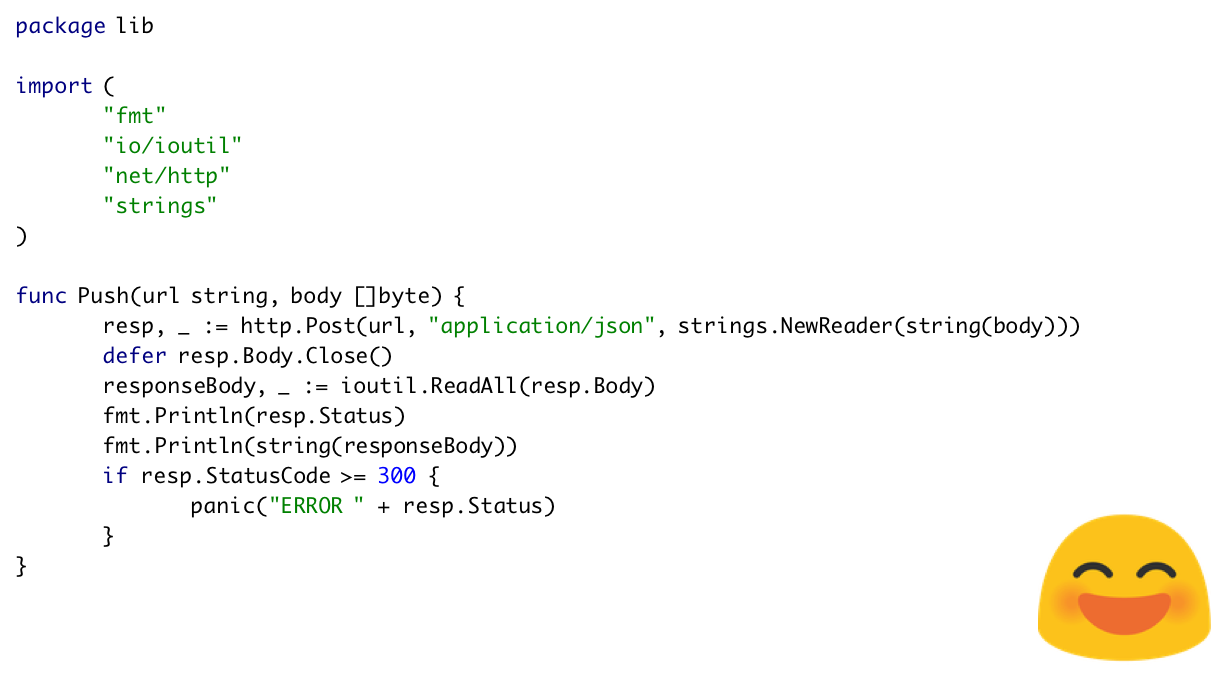 package lib
import (
"fmt"
"io/ioutil"
"net/http"
"strings"
)
func Push(url string, body []byte) {
resp, _ := http.Post(url, "application/json", strings.NewReader(string(body)))
defer resp.Body.Close()
responseBody, _ := ioutil.ReadAll(resp.Body)
fmt.Println(resp.Status)
fmt.Println(string(responseBody))
if resp.StatusCode >= 300 {
panic("ERROR " + resp.Status)
}
}